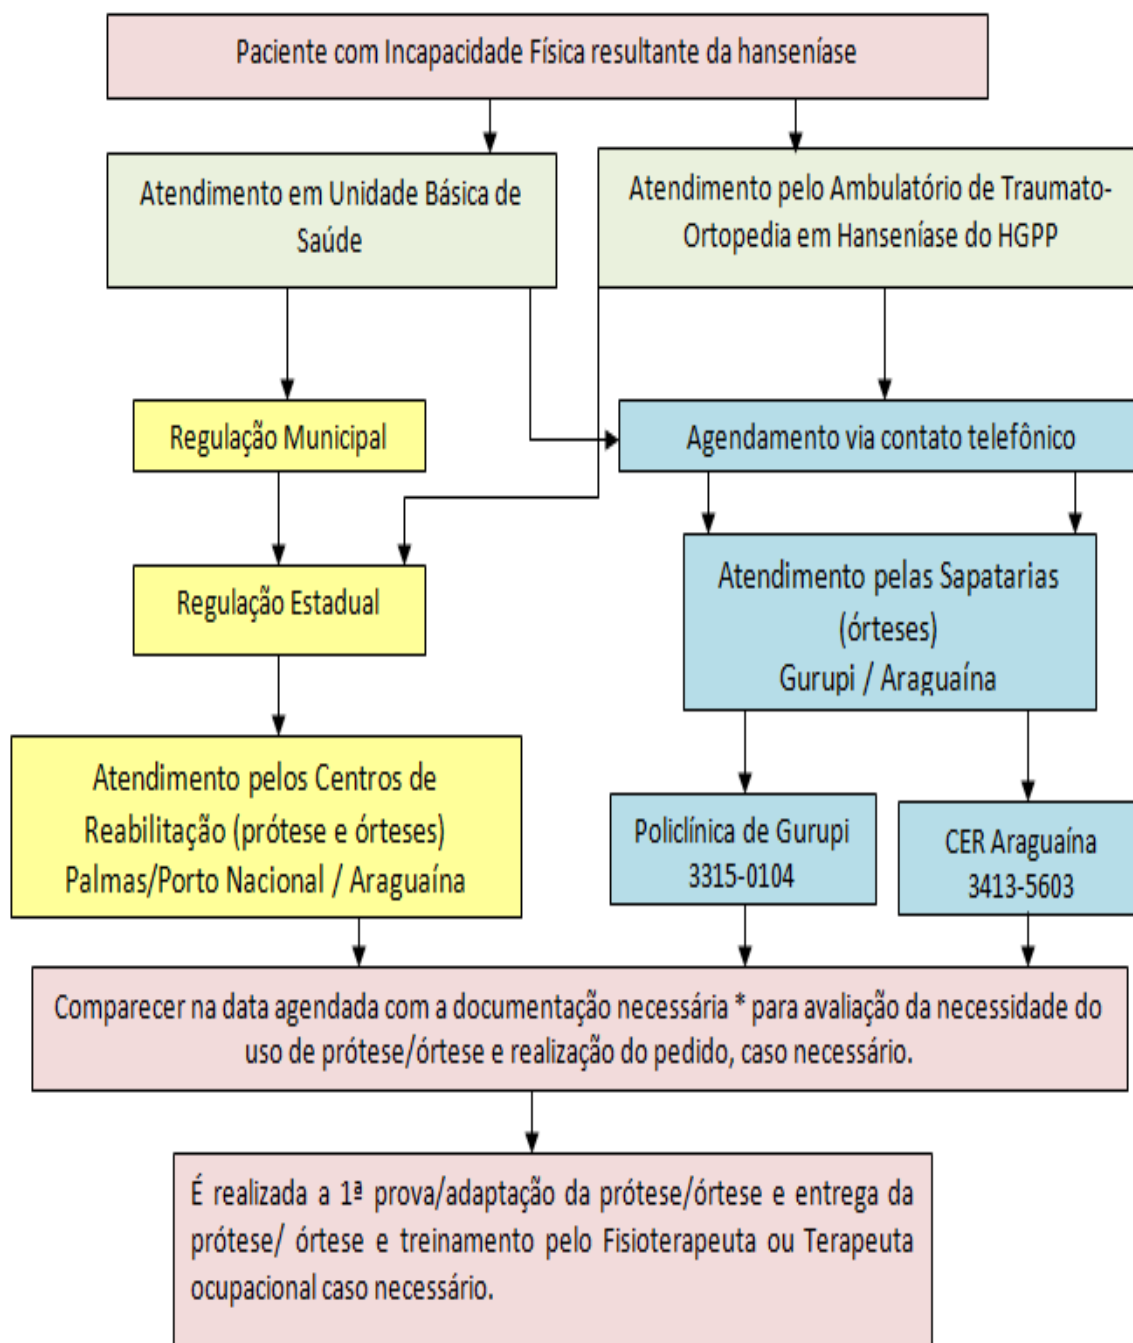 Paciente com Incapacidade Física resultante da hanseníase
Atendimento em Unidade Básica de
Saúde
Atendimento pelo Ambulatório de Traumato-
Ortopedia em Hanseníase do HGPP
Regulação Municipal
Agendamento via contato telefônico
Regulação Estadual
Atendimento pelas Sapatarias
(órteses)
Gurupi / Araguaína
Atendimento pelos Centros de
Reabilitação (prótese e órteses)
Palmas/Porto Nacional / Araguaína
Policlínica de Gurupi
3315-0104
CER Araguaína
3413-5603
Comparecer na data agendada com a documentação necessária * para avaliação da necessidade do
uso de prótese/órtese e realização do pedido, caso necessário.
É realizada a 1ª prova/adaptação da prótese/órtese e entrega da
prótese/ órtese e treinamento pelo Fisioterapeuta ou Terapeuta
ocupacional caso necessário.